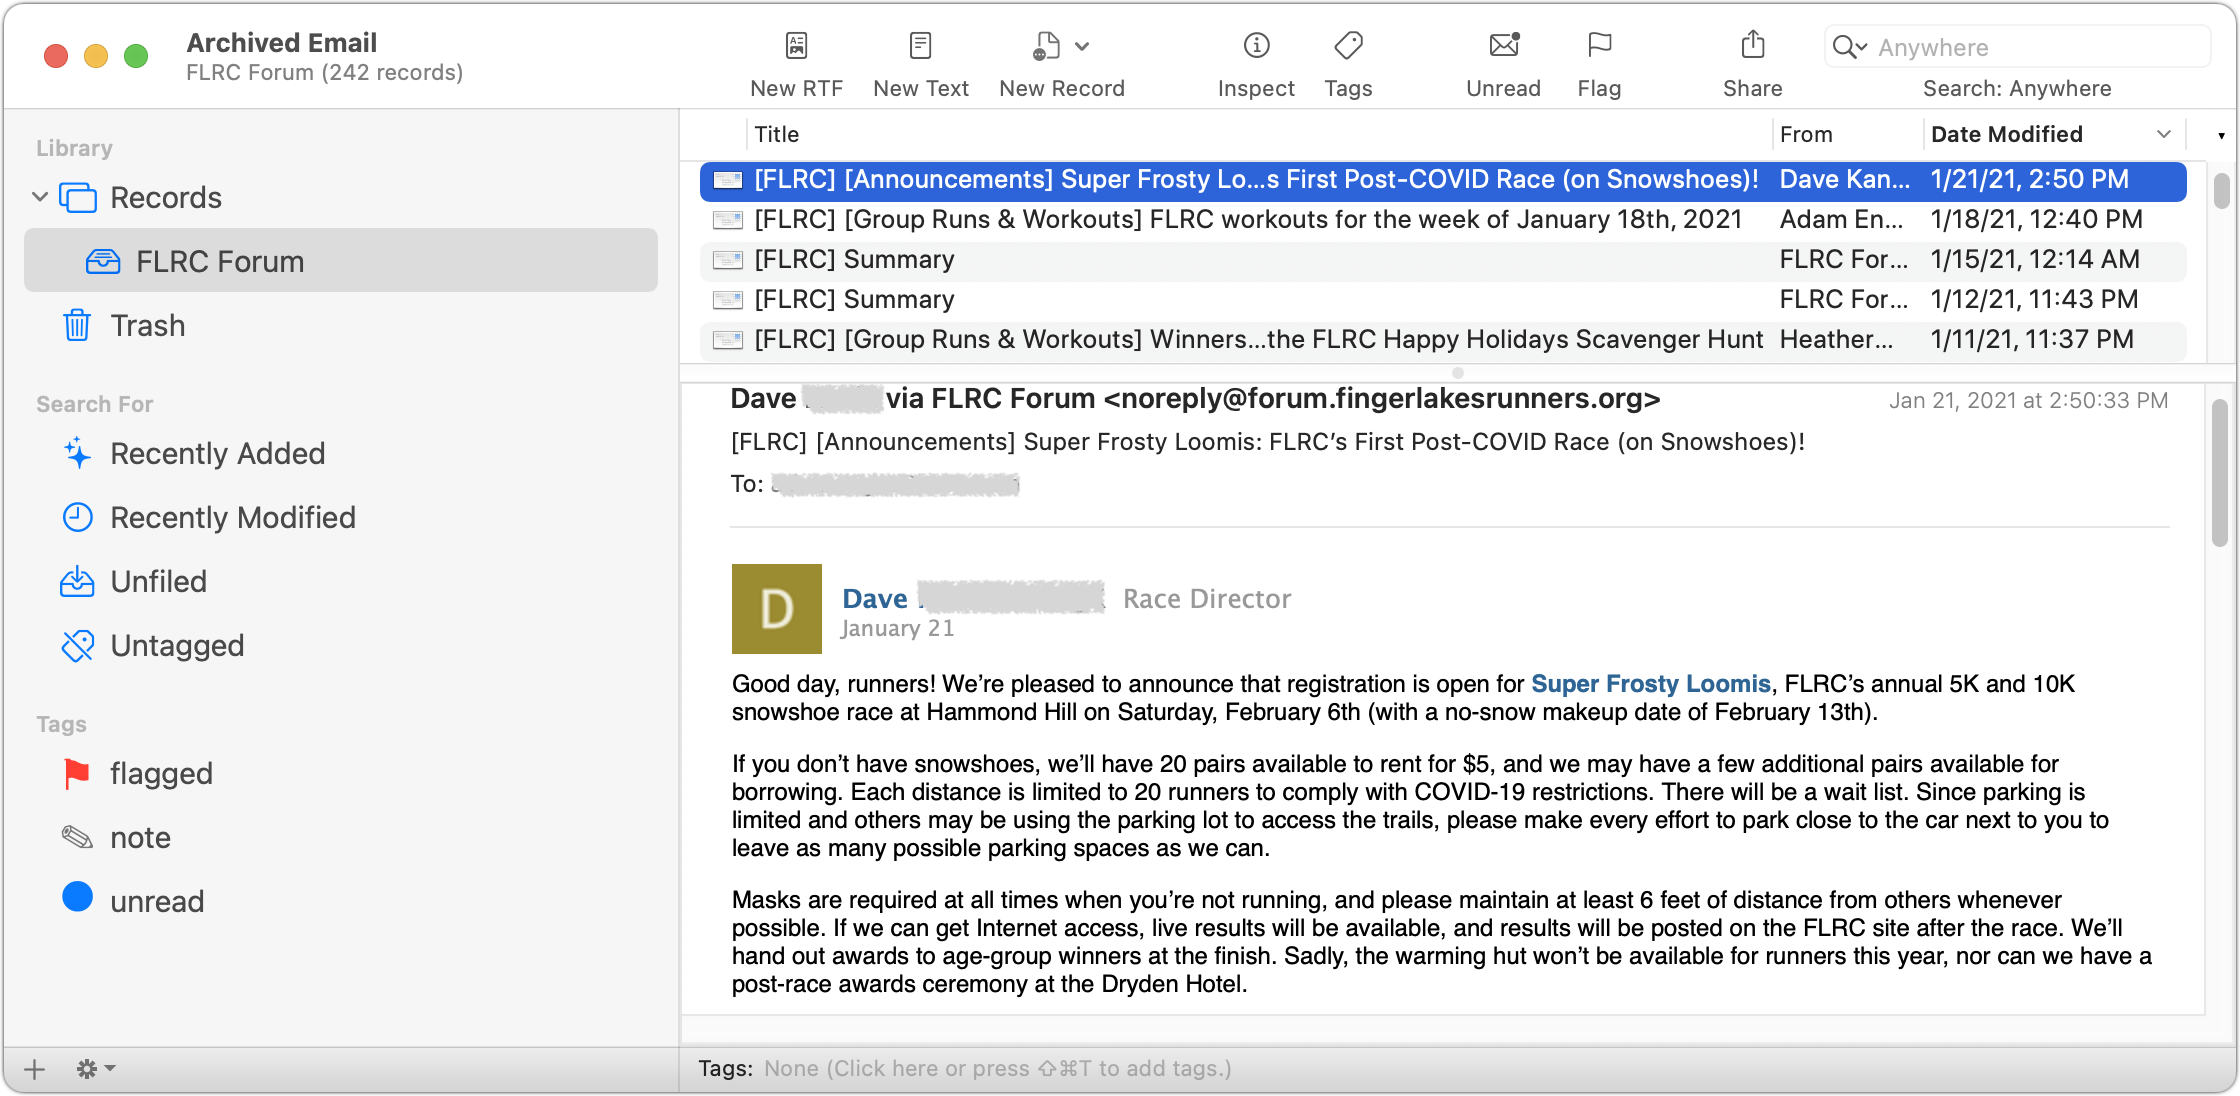 Archived Email
FLRC Forum (242 records)
New RTF
New Text
New Record
Inspect
Tags
Unread
Flag
Share
Anywhere
Search: Anywhere
Library
Records
FLRC Forum
Trash
Search For
Recently Added
Recently Modified
Unfiled
Untagged
Tags
flagged
note
unread
Title From Date Modified
[FLRC] [Announcements] Super Frosty Lo...s First Post-COVID Race (on Snowshoes)! Dave Kan... 1/21/21, 2:50 PM
[FLRC] [Group Runs & Workouts] FLRC workouts for the week of January 18th, 2021 Adam En... 1/18/21, 12:40 PM
[FLRC] Summary FLRC For... 1/15/21, 12:14 AM
[FLRC] Summary FLRC For... 1/12/21, 11:43 PM
[FLRC] [Group Runs & Workouts] Winners...the FLRC Happy Holidays Scavenger Hunt Heather... 1/11/21, 11:37 PM
Dave via FLRC Forum <noreply@forum.fingerlakesrunners.org> Jan 21, 2021 at 2:50:33 PM
[FLRC] [Announcements] Super Frosty Loomis: FLRC’s First Post-COVID Race (on Snowshoes)!
To:
D
Dave Race Director
January 21
Good day, runners! We’re pleased to announce that registration is open for Super Frosty Loomis, FLRC’s annual 5K and 10K
snowshoe race at Hammond Hill on Saturday, February 6th (with a no-snow makeup date of February 13th).
If you don’t have snowshoes, we’ll have 20 pairs available to rent for $5, and we may have a few additional pairs available for
borrowing. Each distance is limited to 20 runners to comply with COVID-19 restrictions. There will be a wait list. Since parking is
limited and others may be using the parking lot to access the trails, please make every effort to park close to the car next to you to
leave as many possible parking spaces as we can.
Masks are required at all times when you’re not running, and please maintain at least 6 feet of distance from others whenever
possible. If we can get Internet access, live results will be available, and results will be posted on the FLRC site after the race. We’ll
hand out awards to age-group winners at the finish. Sadly, the warming hut won’t be available for runners this year, nor can we have a
post-race awards ceremony at the Dryden Hotel.
Tags: None (Click here or press ⇧⌘T to add tags.)